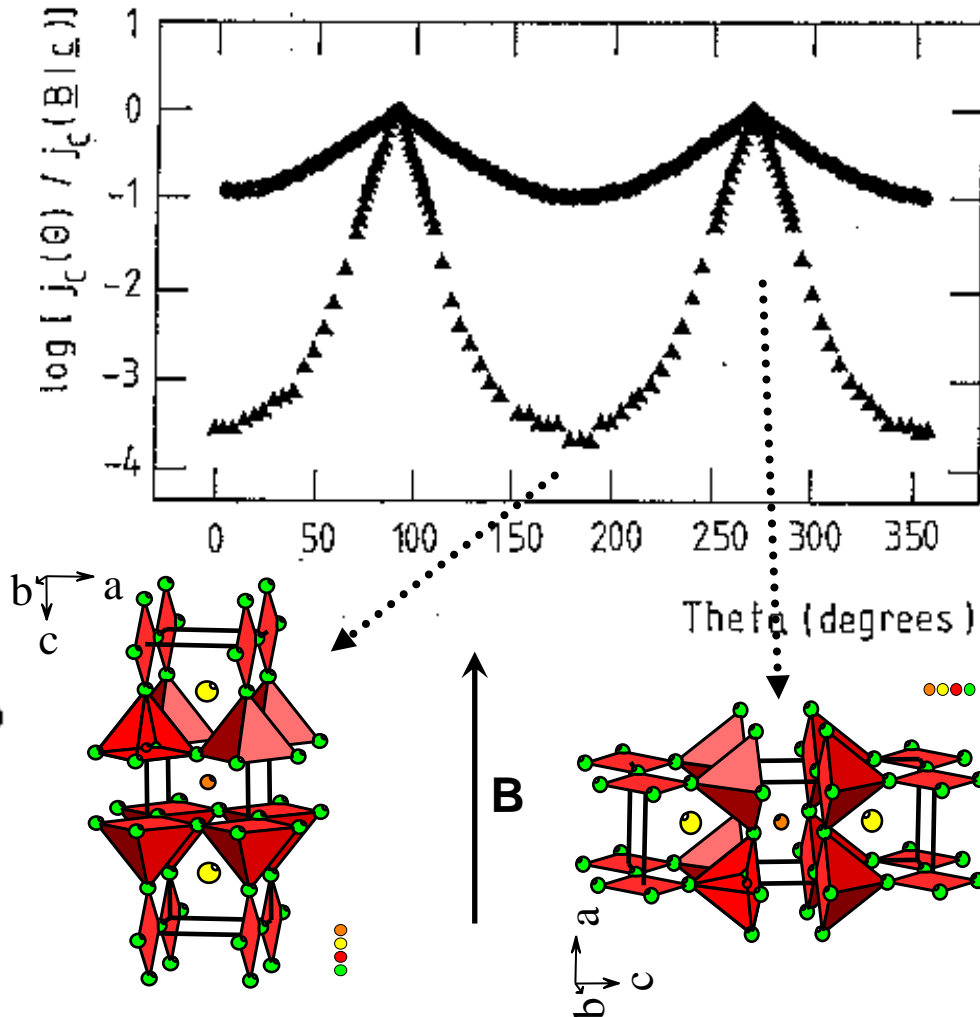 1
0
-1
-2
-3
-4
log [ j_c(Θ) / j_c(B⊥c)]
0 50 100 150 200 250 300 350
Theta (degrees)
b a
c
B
a
b c